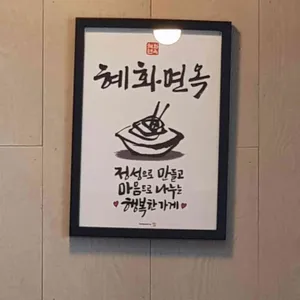 혜화면옥
정성으로 만들고
마음으로 나누는
행복한 가게